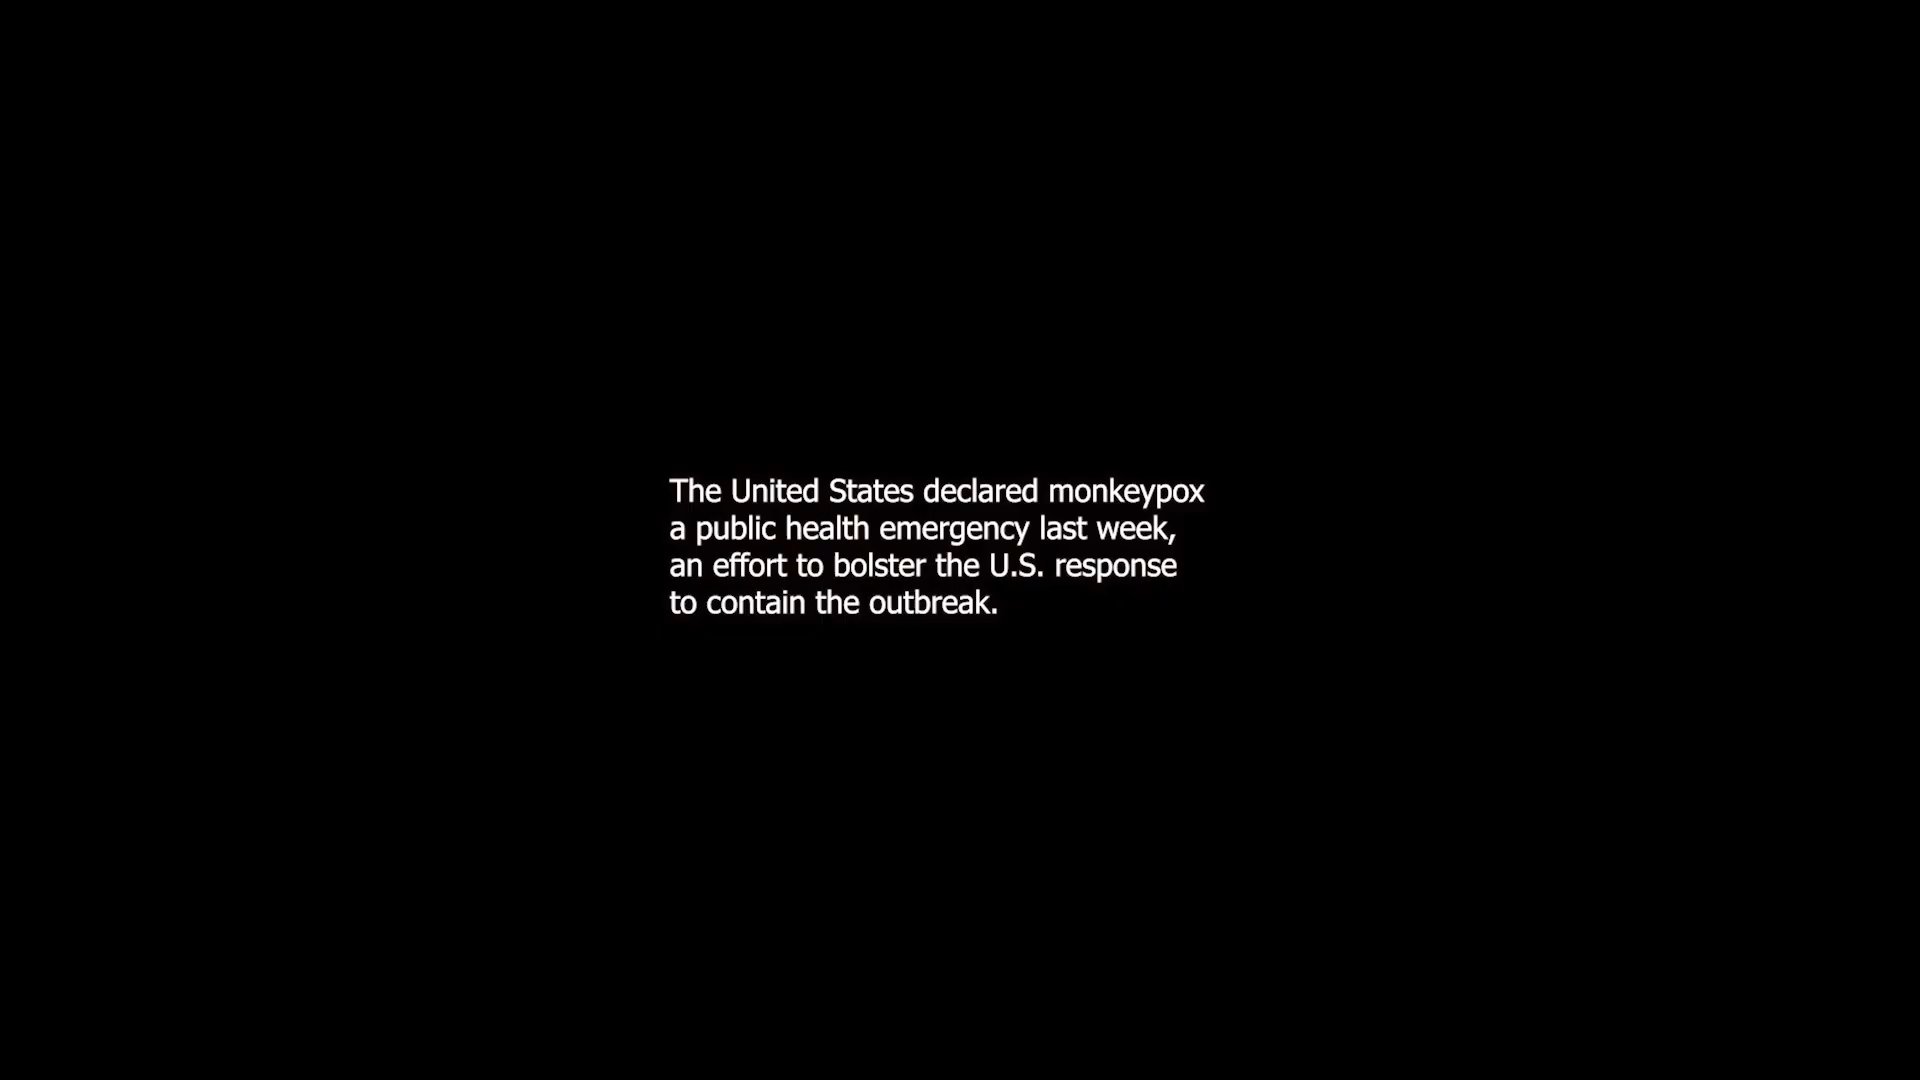 The United States declared monkeypox
a public health emergency last week,
an effort to bolster the U.S. response
to contain the outbreak.